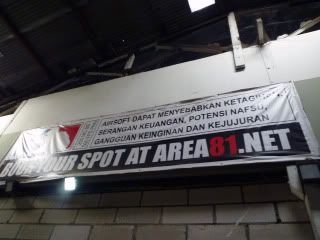 AIRSOFT DAPAT MENYEBABKAN KETAGIHAN,
SERANGAN KEUANGAN, POTENSI NAFSU,
GANGGUAN KEINGINAN DAN KEJUJURAN
YOUR SPOT AT AREA81.NET